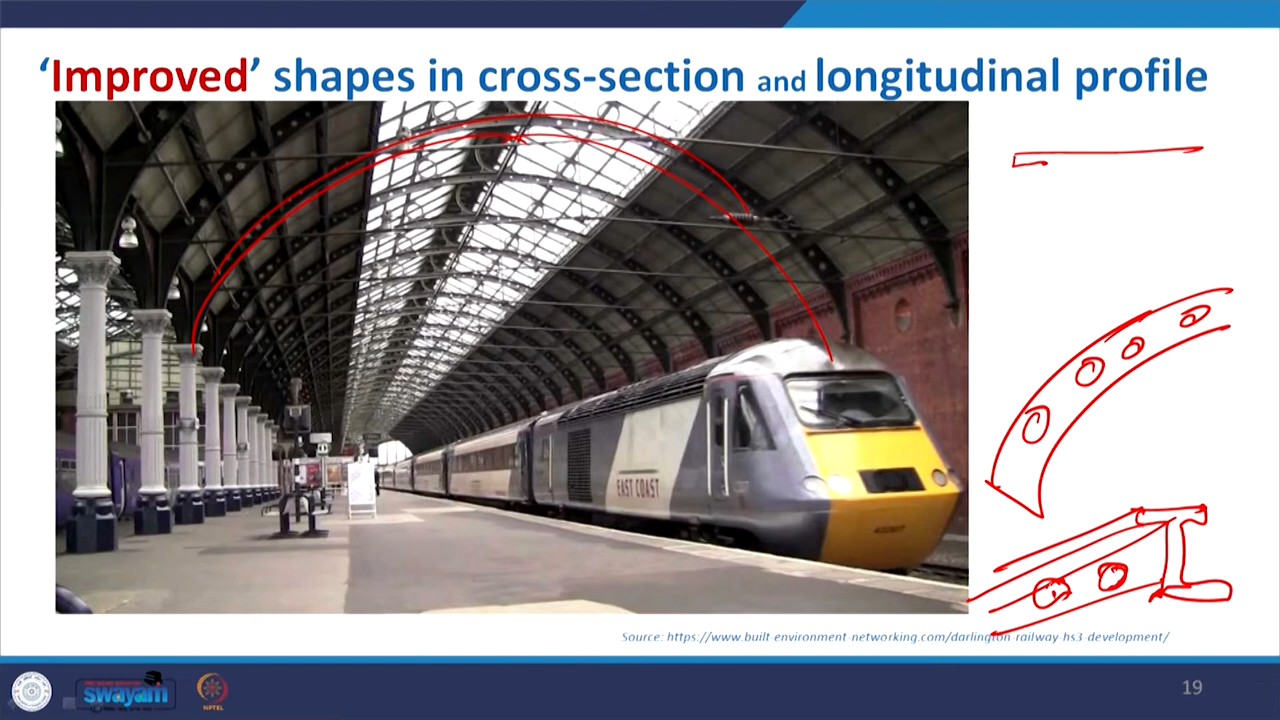 ‘Improved’ shapes in cross-section and longitudinal profile
EAST COAST
Source: https://www.built-environment-networking.com/darlington-railway-hs3-development/
swayam
NPTEL
19